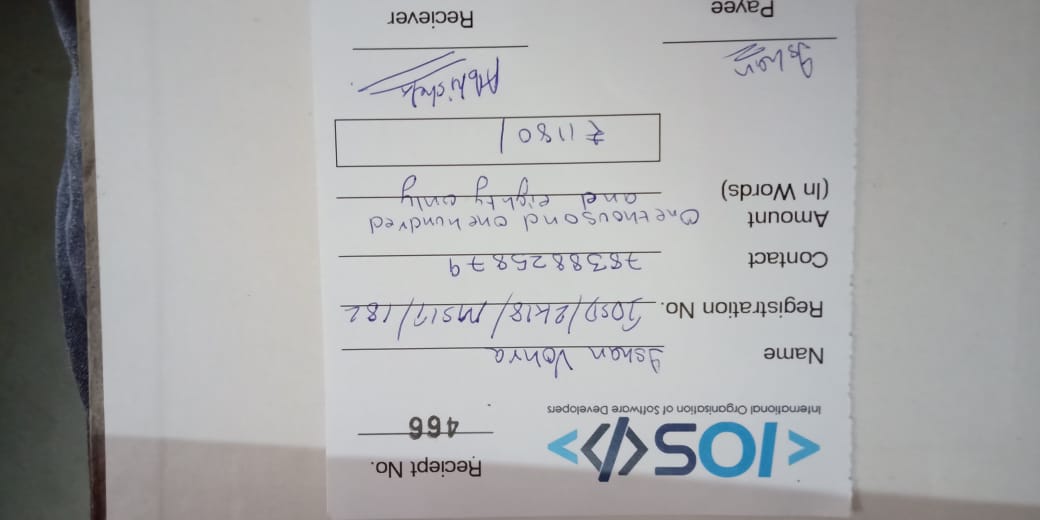 <IOSD>
International Organisation of Software Developers
Reciept No.
466
Name Ishan Vohra
Registration No. IOSD/2K18/MS17/182
Contact 7838825879
Amount One thousand one hundred
(In Words) and eighty only
₹ 1180/
Ishan
Abhishek
Payee
Reciever